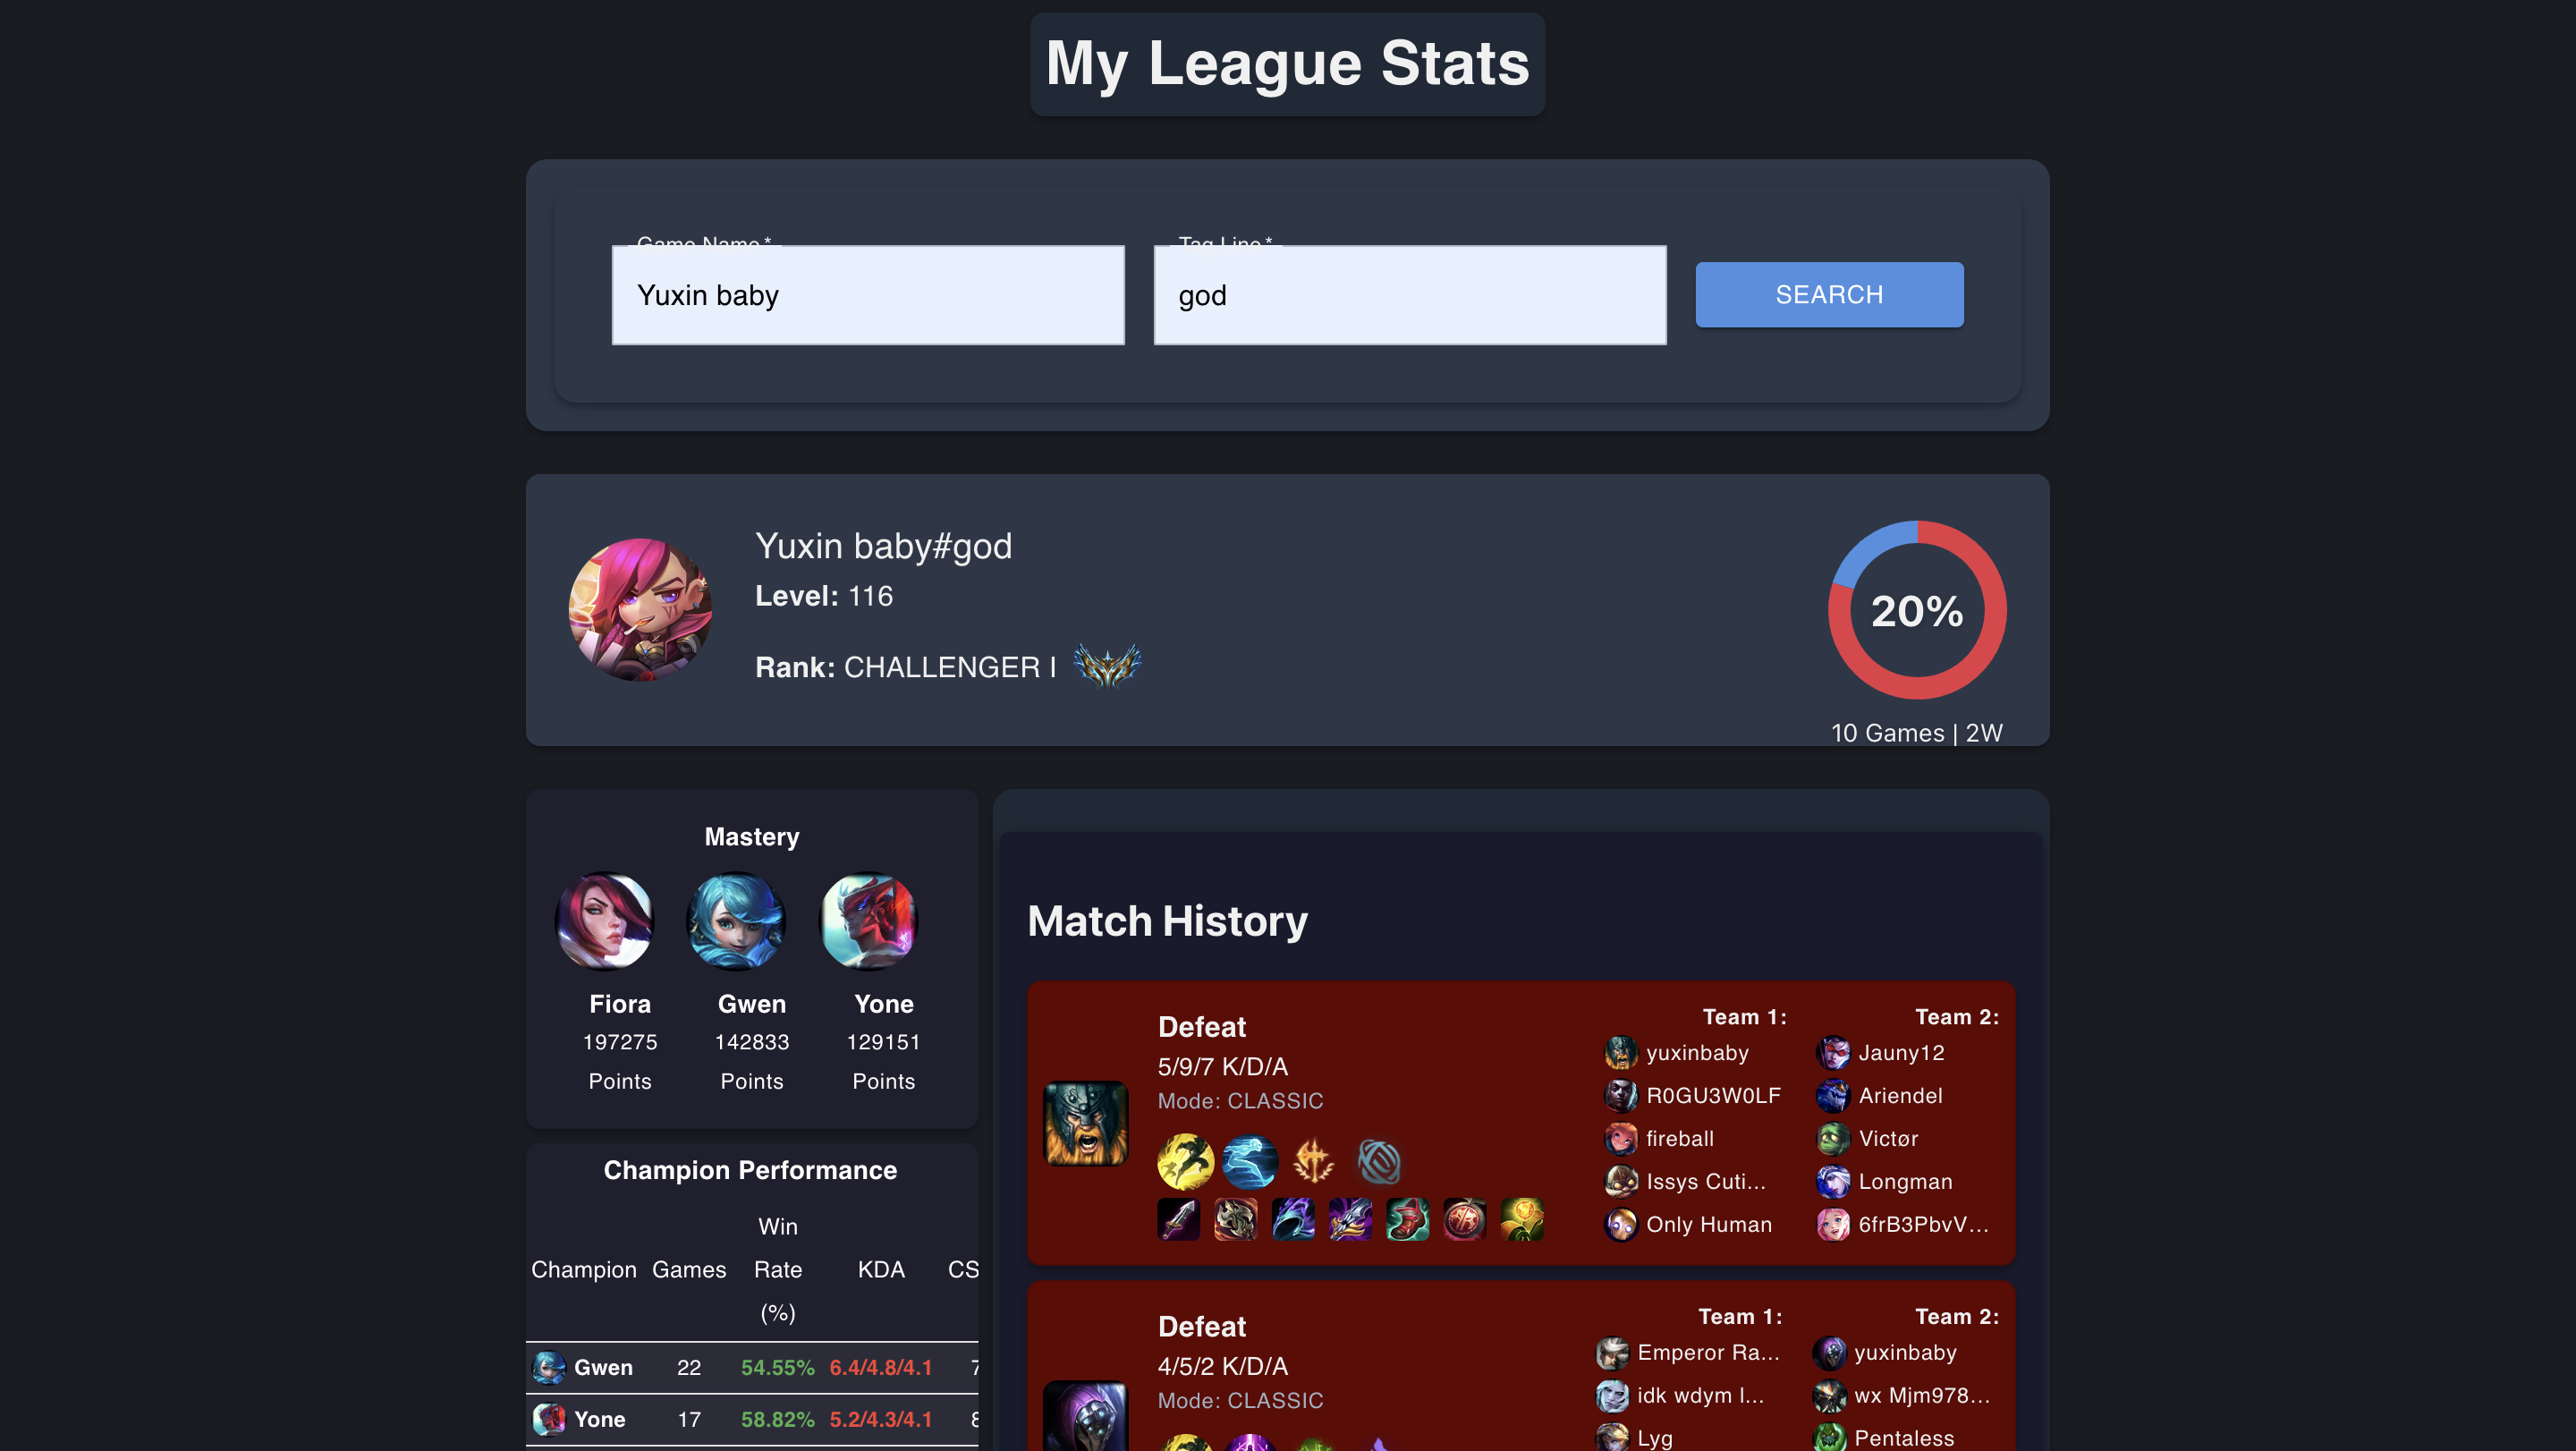 My League Stats
Game Name *
Tag Line *
Yuxin baby
god
SEARCH
Yuxin baby#god
Level: 116
Rank: CHALLENGER I
20%
10 Games | 2W
Mastery
Fiora
197275
Points
Gwen
142833
Points
Yone
129151
Points
Champion Performance
Champion Games Win Rate (%) KDA CS
Gwen 22 54.55% 6.4/4.8/4.1 7
Yone 17 58.82% 5.2/4.3/4.1 8
Match History
Defeat
5/9/7 K/D/A
Mode: CLASSIC
Team 1:
yuxinbaby
R0GU3W0LF
fireball
Issys Cuti...
Only Human
Team 2:
Jauny12
Ariendel
Victør
Longman
6frB3PbvV...
Defeat
4/5/2 K/D/A
Mode: CLASSIC
Team 1:
Emperor Ra...
idk wdym l...
Lyg
Team 2:
yuxinbaby
wx Mjm978...
Pentaless